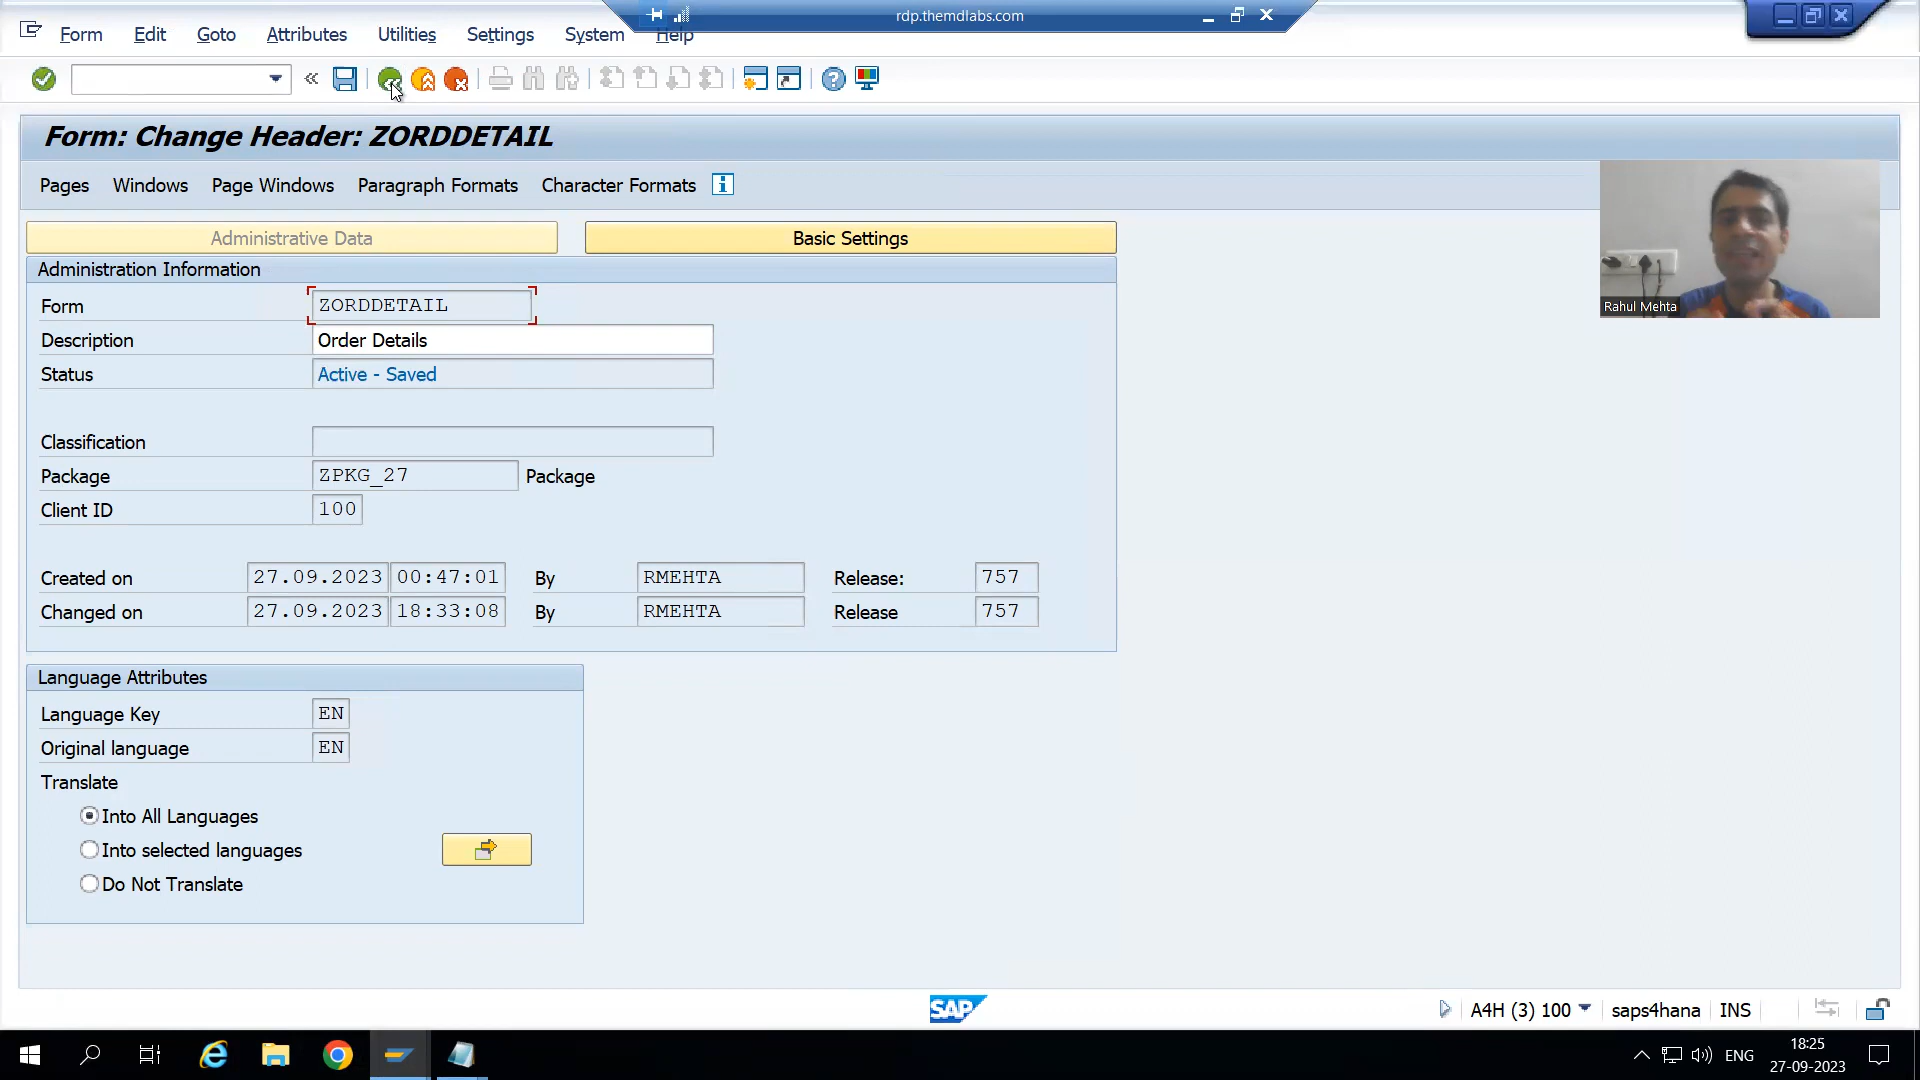 rdp.themdlabs.com
Form Edit Goto Attributes Utilities Settings System Help
Form: Change Header: ZORDDETAIL
Pages Windows Page Windows Paragraph Formats Character Formats
Administrative Data Basic Settings
Administration Information
Form ZORDDETAIL
Description Order Details
Status Active - Saved
Classification
Package ZPKG_27 Package
Client ID 100
Created on 27.09.2023 00:47:01 By RMEHTA Release: 757
Changed on 27.09.2023 18:33:08 By RMEHTA Release 757
Language Attributes
Language Key EN
Original language EN
Translate
Into All Languages
Into selected languages
Do Not Translate
Rahul Mehta
SAP
A4H (3) 100 saps4hana INS
ENG
18:25
27-09-2023